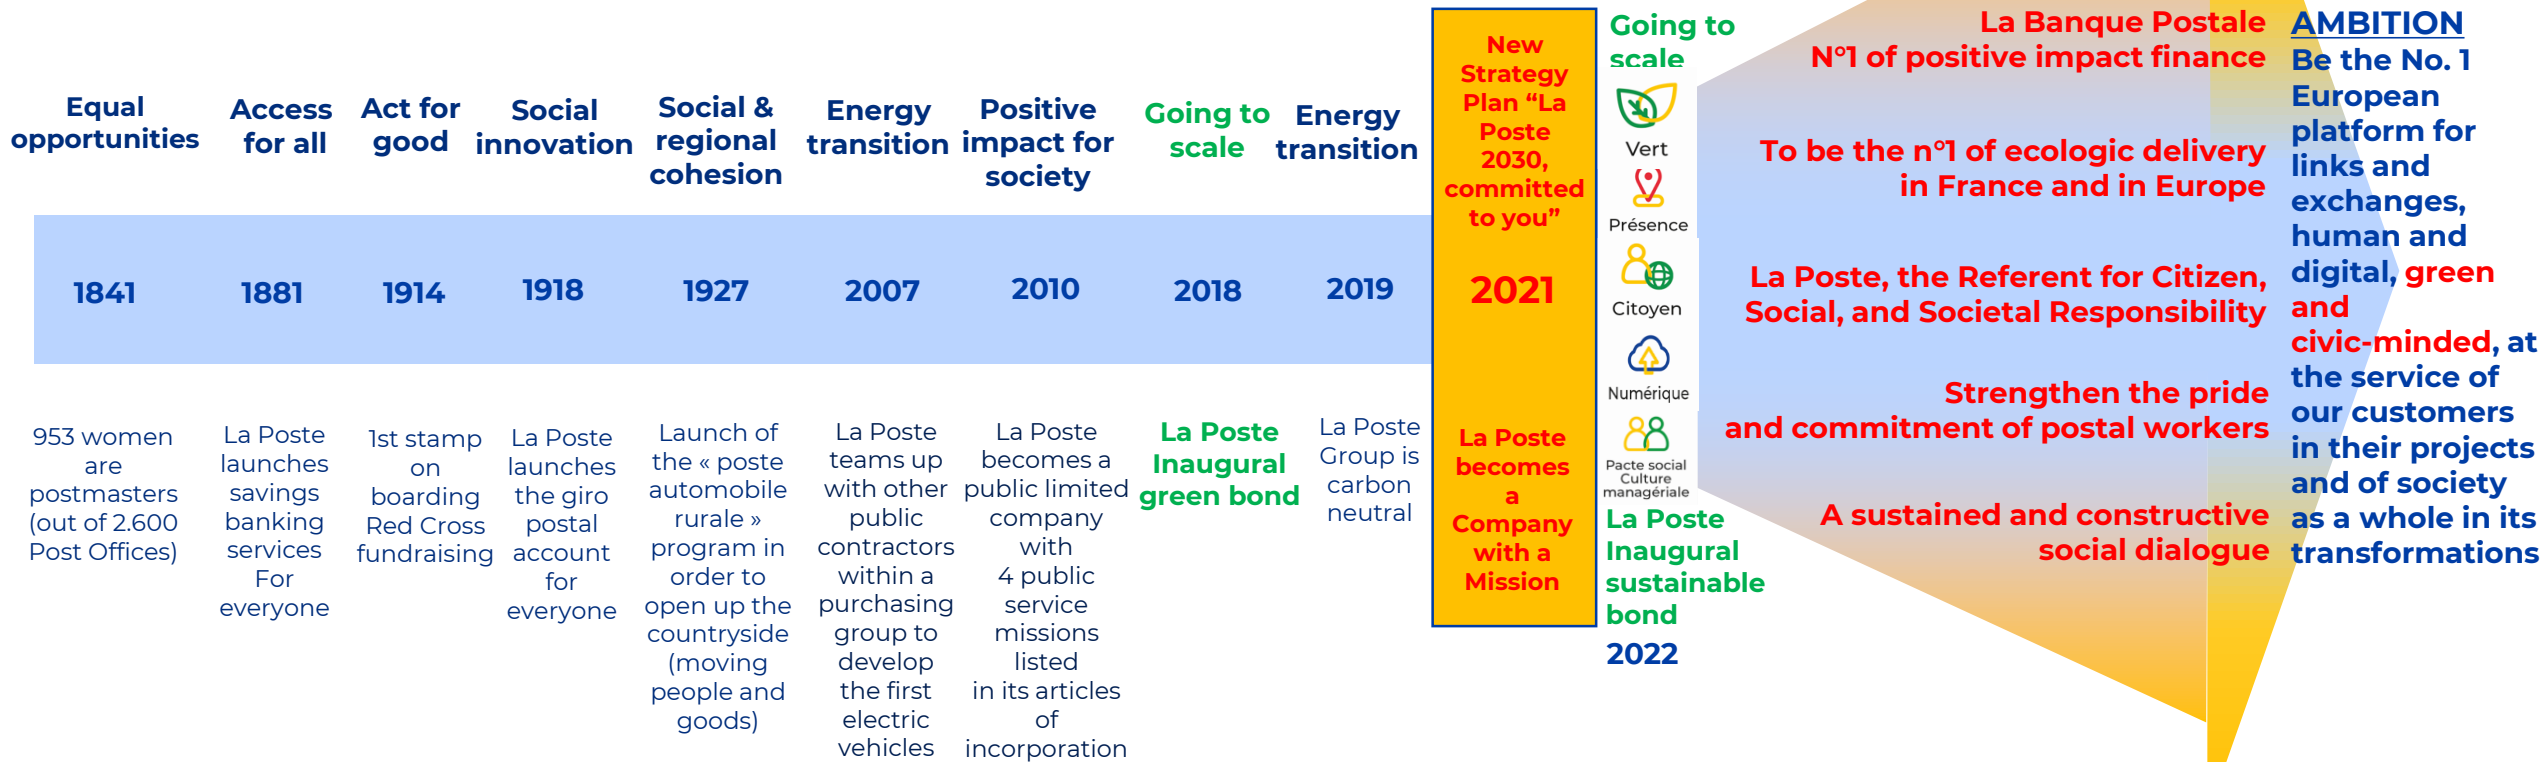 Equal
opportunities
1841
953 women
are
postmasters
(out of 2.600
Post Offices)
Access
for all
1881
La Poste
launches
savings
banking
services
For
everyone
Act for
good
1914
1st stamp
on
boarding
Red Cross
fundraising
Social
innovation
1918
La Poste
launches
the giro
postal
account
for
everyone
Social &
regional
cohesion
1927
Launch of
the « poste
automobile
rurale »
program in
order to
open up the
countryside
(moving
people and
goods)
Energy
transition
2007
La Poste
teams up
with other
public
contractors
within a
purchasing
group to
develop
the first
electric
vehicles
Positive
impact for
society
2010
La Poste
becomes a
public limited
company
with
4 public
service
missions
listed
in its articles
of
incorporation
Going to
scale
2018
La Poste
Inaugural
green bond
Energy
transition
2019
La Poste
Group is
carbon
neutral
New
Strategy
Plan “La
Poste
2030,
committed
to you”
2021
La Poste
becomes
a
Company
with a
Mission
Going to
scale
Vert
Présence
Citoyen
Numérique
Pacte social
Culture
managériale
La Poste
Inaugural
sustainable
bond
2022
La Banque Postale
N°1 of positive impact finance
To be the n°1 of ecologic delivery
in France and in Europe
La Poste, the Referent for Citizen,
Social, and Societal Responsibility
Strengthen the pride
and commitment of postal workers
A sustained and constructive
social dialogue
AMBITION
Be the No. 1
European
platform for
links and
exchanges,
human and
digital, green
and
civic-minded, at
the service of
our customers
in their projects
and of society
as a whole in its
transformations